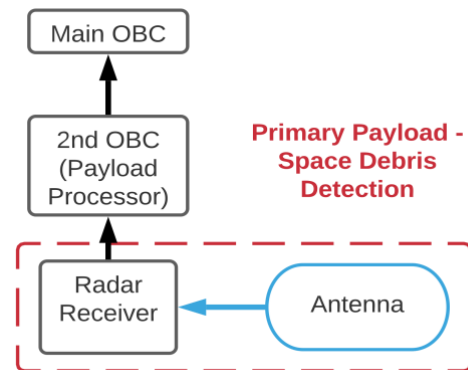 Main OBC
2nd OBC
(Payload
Processor)
Primary Payload -
Space Debris
Detection
Radar
Receiver
Antenna